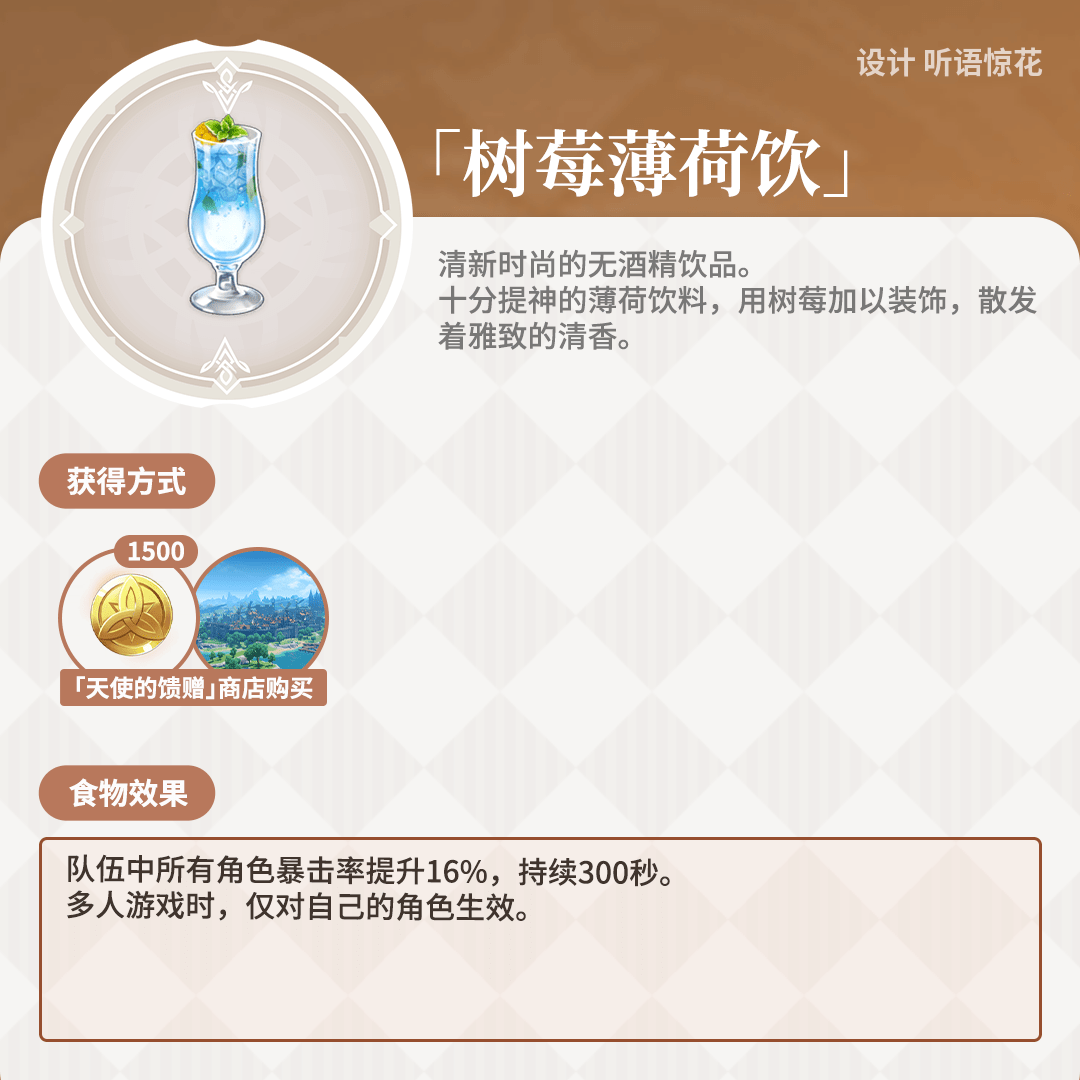 设计 听语惊花
「树莓薄荷饮」
清新时尚的无酒精饮品。
十分提神的薄荷饮料，用树莓加以装饰，散发
着雅致的清香。
获得方式
1500
「天使的馈赠」商店购买
食物效果
队伍中所有角色暴击率提升16%，持续300秒。
多人游戏时，仅对自己的角色生效。